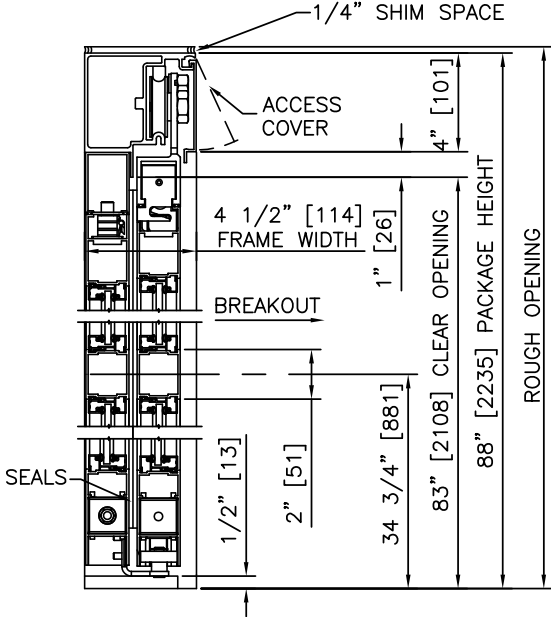 1/4" SHIM SPACE
ACCESS
COVER
4" [101]
4 1/2" [114]
FRAME WIDTH
1" [26]
BREAKOUT
83" [2108] CLEAR OPENING
88" [2235] PACKAGE HEIGHT
ROUGH OPENING
34 3/4" [881]
2" [51]
1/2" [13]
SEALS